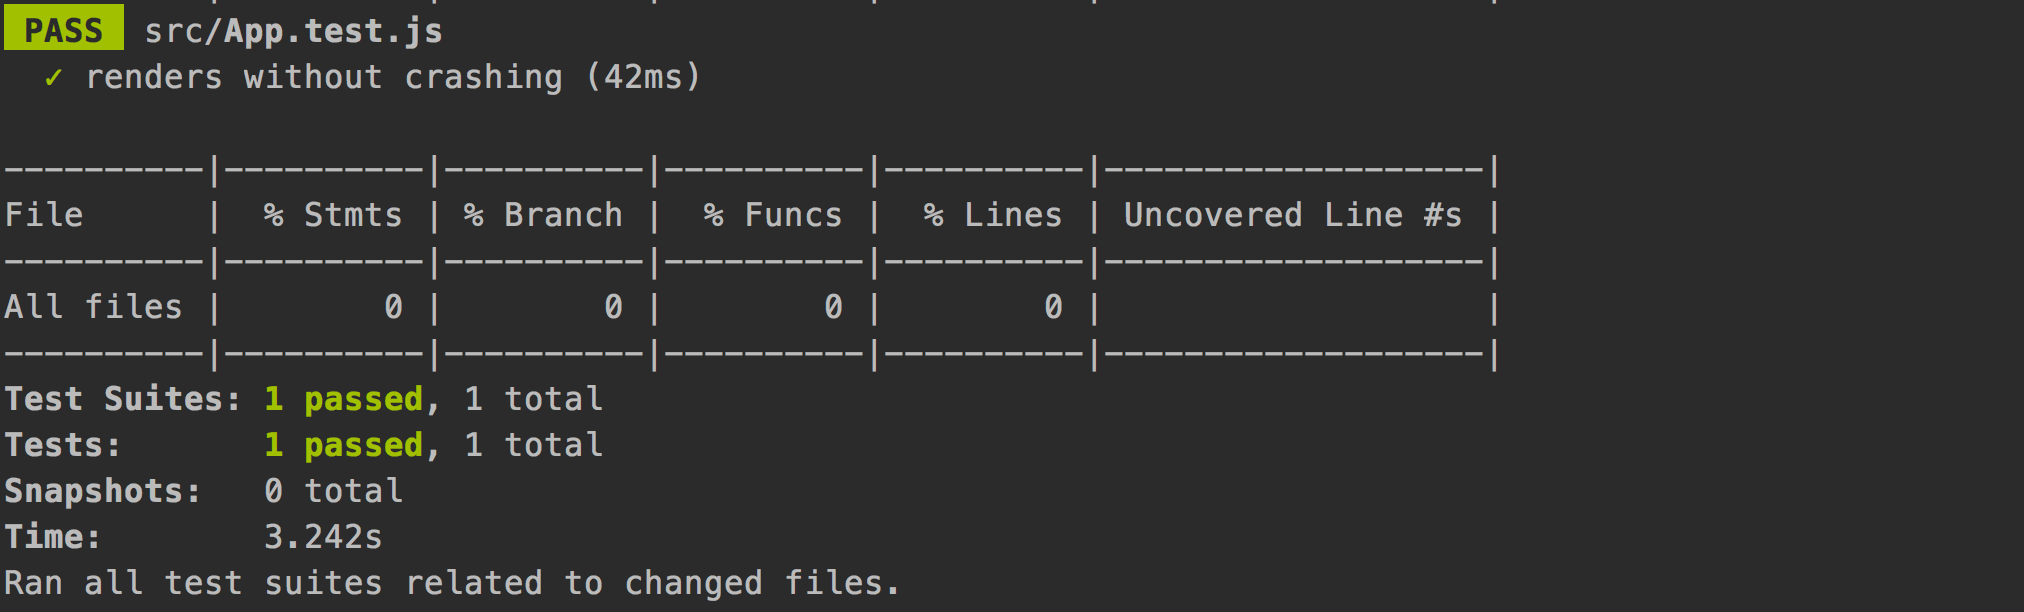 PASS src/App.test.js
✓ renders without crashing (42ms)
----------|----------|----------|----------|----------|-------------------|
File      |  % Stmts | % Branch |  % Funcs |  % Lines | Uncovered Line #s |
----------|----------|----------|----------|----------|-------------------|
All files |        0 |        0 |        0 |        0 |                   |
----------|----------|----------|----------|----------|-------------------|
Test Suites: 1 passed, 1 total
Tests:       1 passed, 1 total
Snapshots:   0 total
Time:        3.242s
Ran all test suites related to changed files.